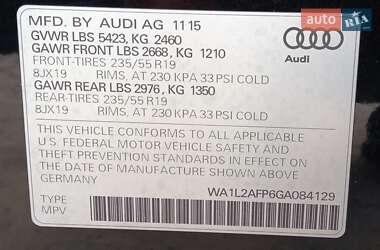 AUTO.RIA.com
MFD. BY AUDI AG 11 15
GVWR LBS 5423, KG 2460
GAWR FRONT LBS 2668, KG 1210
FRONT-TIRES 235/55 R19
8JX19 RIMS, AT 230 KPA 33 PSI COLD
GAWR REAR LBS 2976, KG 1350
REAR-TIRES 235/55 R19
8JX19 RIMS, AT 230 KPA 33 PSI COLD
Audi
THIS VEHICLE CONFORMS TO ALL APPLICABLE
U.S. FEDERAL MOTOR VEHICLE SAFETY AND
THEFT PREVENTION STANDARDS IN EFFECT ON
THE DATE OF MANUFACTURE SHOWN ABOVE
GERMANY
WA1L2AFP6GA084129
TYPE
MPV